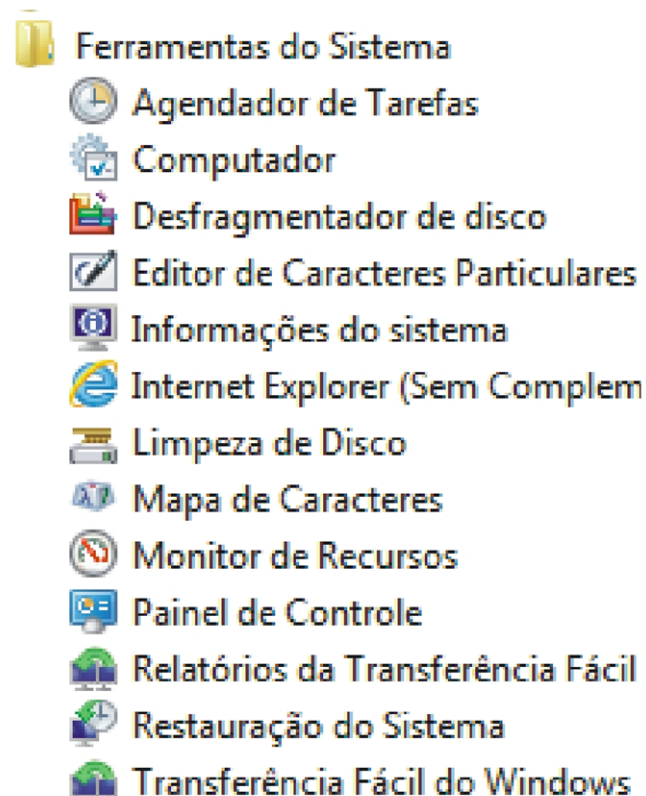 Ferramentas do Sistema
Agendador de Tarefas
Computador
Desfragmentador de disco
Editor de Caracteres Particulares
Informações do sistema
Internet Explorer (Sem Complem
Limpeza de Disco
Mapa de Caracteres
Monitor de Recursos
Painel de Controle
Relatórios da Transferência Fácil
Restauração do Sistema
Transferência Fácil do Windows